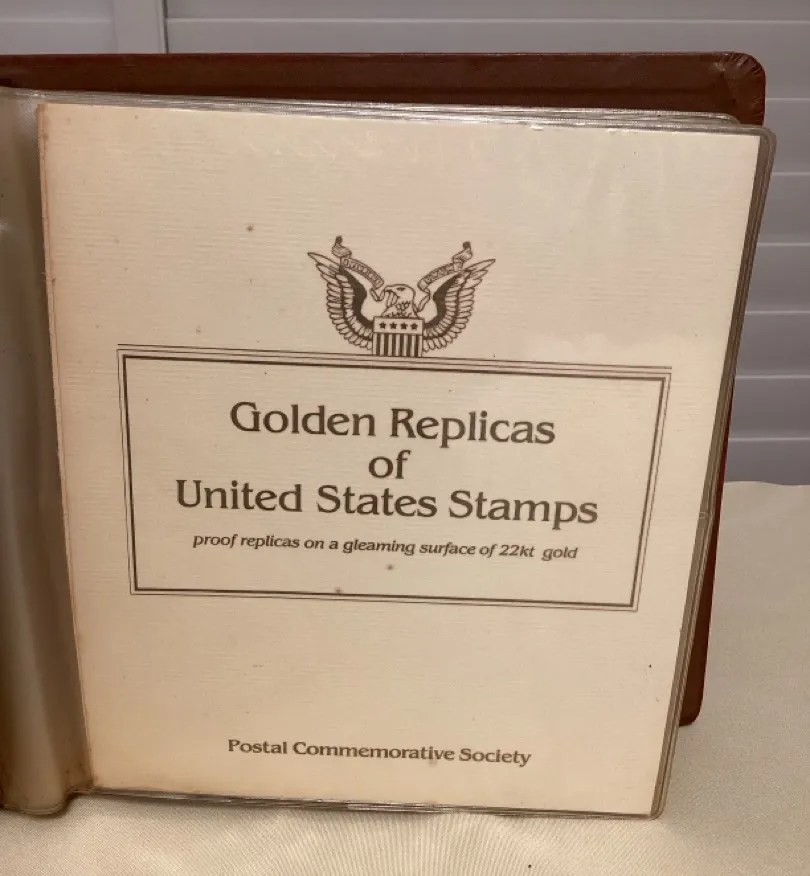 Golden Replicas
of
United States Stamps
proof replicas on a gleaming surface of 22kt gold
Postal Commemorative Society